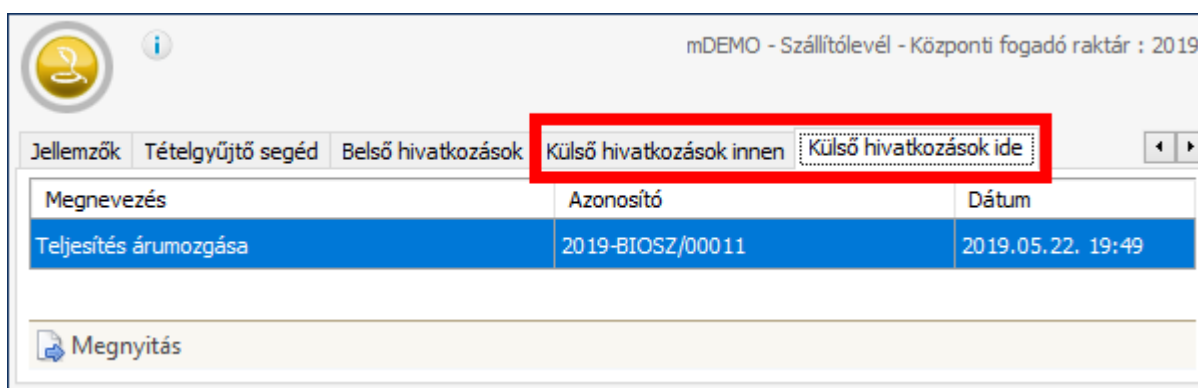 mDEMO - Szállítólevél - Központi fogadó raktár : 2019
Jellemzők Tételgyűjtő segéd Belső hivatkozások Külső hivatkozások innen Külső hivatkozások ide
Megnevezés Azonosító Dátum
Teljesítés árumozgása 2019-BIOSZ/00011 2019.05.22. 19:49
Megnyitás